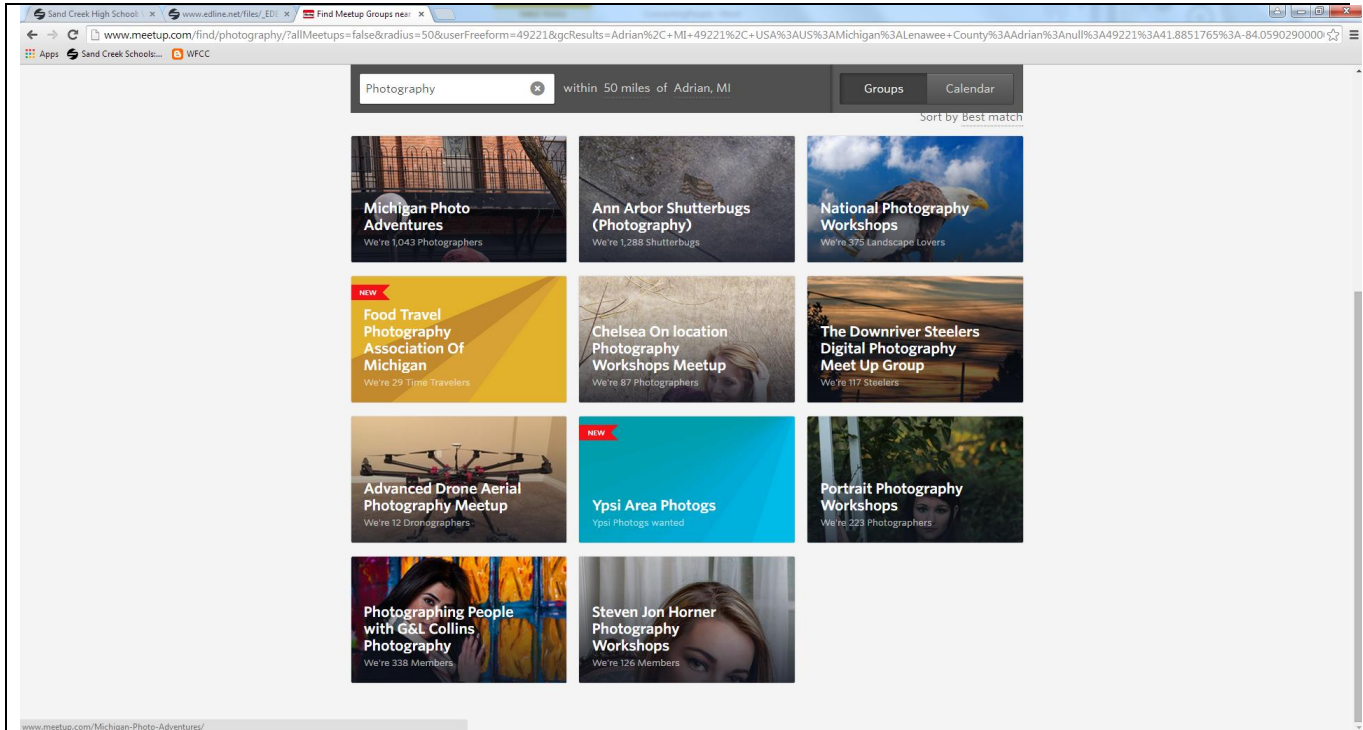 Sand Creek High School:
www.edline.net/files/_EDI
Find Meetup Groups near
www.meetup.com/find/photography/?allMeetups=false&radius=50&userFreeform=49221&gcResults=Adrian%2C+MI+49221%2C+USA%3AUS%3AMichigan%3ALenawee+County%3AAdrian%3Anull%3A49221%3A41.8851765%3A-84.0590290000
Apps
Sand Creek Schools:...
WFCC
Photography
within 50 miles of Adrian, MI
Groups
Calendar
Sort by Best match
Michigan Photo
Adventures
We're 1,043 Photographers
Ann Arbor Shutterbugs
(Photography)
We're 1,288 Shutterbugs
National Photography
Workshops
We're 375 Landscape Lovers
NEW
Food Travel
Photography
Association Of
Michigan
We're 29 Time Travelers
Chelsea On location
Photography
Workshops Meetup
We're 87 Photographers
The Downriver Steelers
Digital Photography
Meet Up Group
We're 117 Steelers
Advanced Drone Aerial
Photography Meetup
We're 12 Dronographers
NEW
Ypsi Area Photogs
Ypsi Photogs wanted
Portrait Photography
Workshops
We're 223 Photographers
Photographing People
with G&L Collins
Photography
We're 338 Members
Steven Jon Horner
Photography
Workshops
We're 126 Members
www.meetup.com/Michigan-Photo-Adventures/